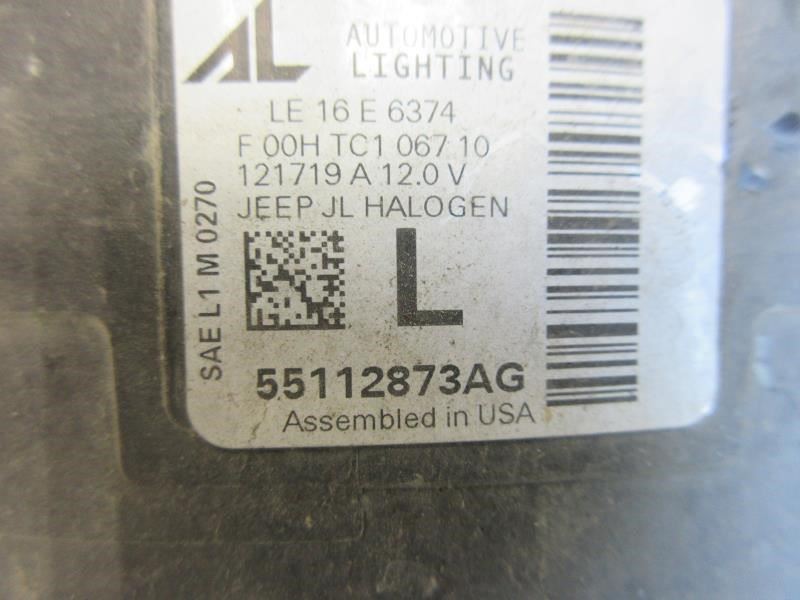 AL AUTOMOTIVE
LIGHTING
LE 16 E 6374
F 00H TC1 067 10
121719 A 12.0 V
JEEP JL HALOGEN
SAE L1 M 0270
L
55112873AG
Assembled in USA